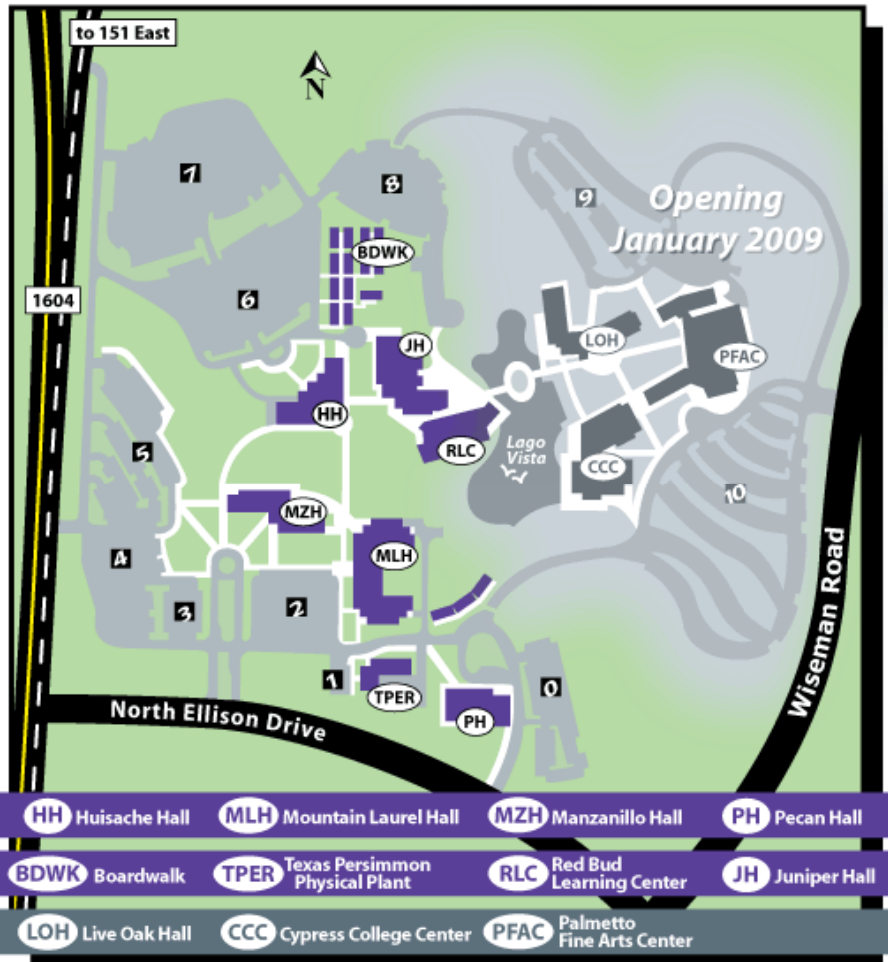 to 151 East
N
7
8
9
Opening
January 2009
BDWK
6
1604
JH
LOH
PFAC
HH
RLC
Lago
Vista
5
CCC
10
MZH
4
MLH
3
2
1
TPER
0
PH
Wiseman Road
North Ellison Drive
HH Huisache Hall MLH Mountain Laurel Hall MZH Manzanillo Hall PH Pecan Hall
BDWK Boardwalk TPER Texas Persimmon
Physical Plant
RLC Red Bud
Learning Center
JH Juniper Hall
LOH Live Oak Hall CCC Cypress College Center PFAC Palmetto
Fine Arts Center